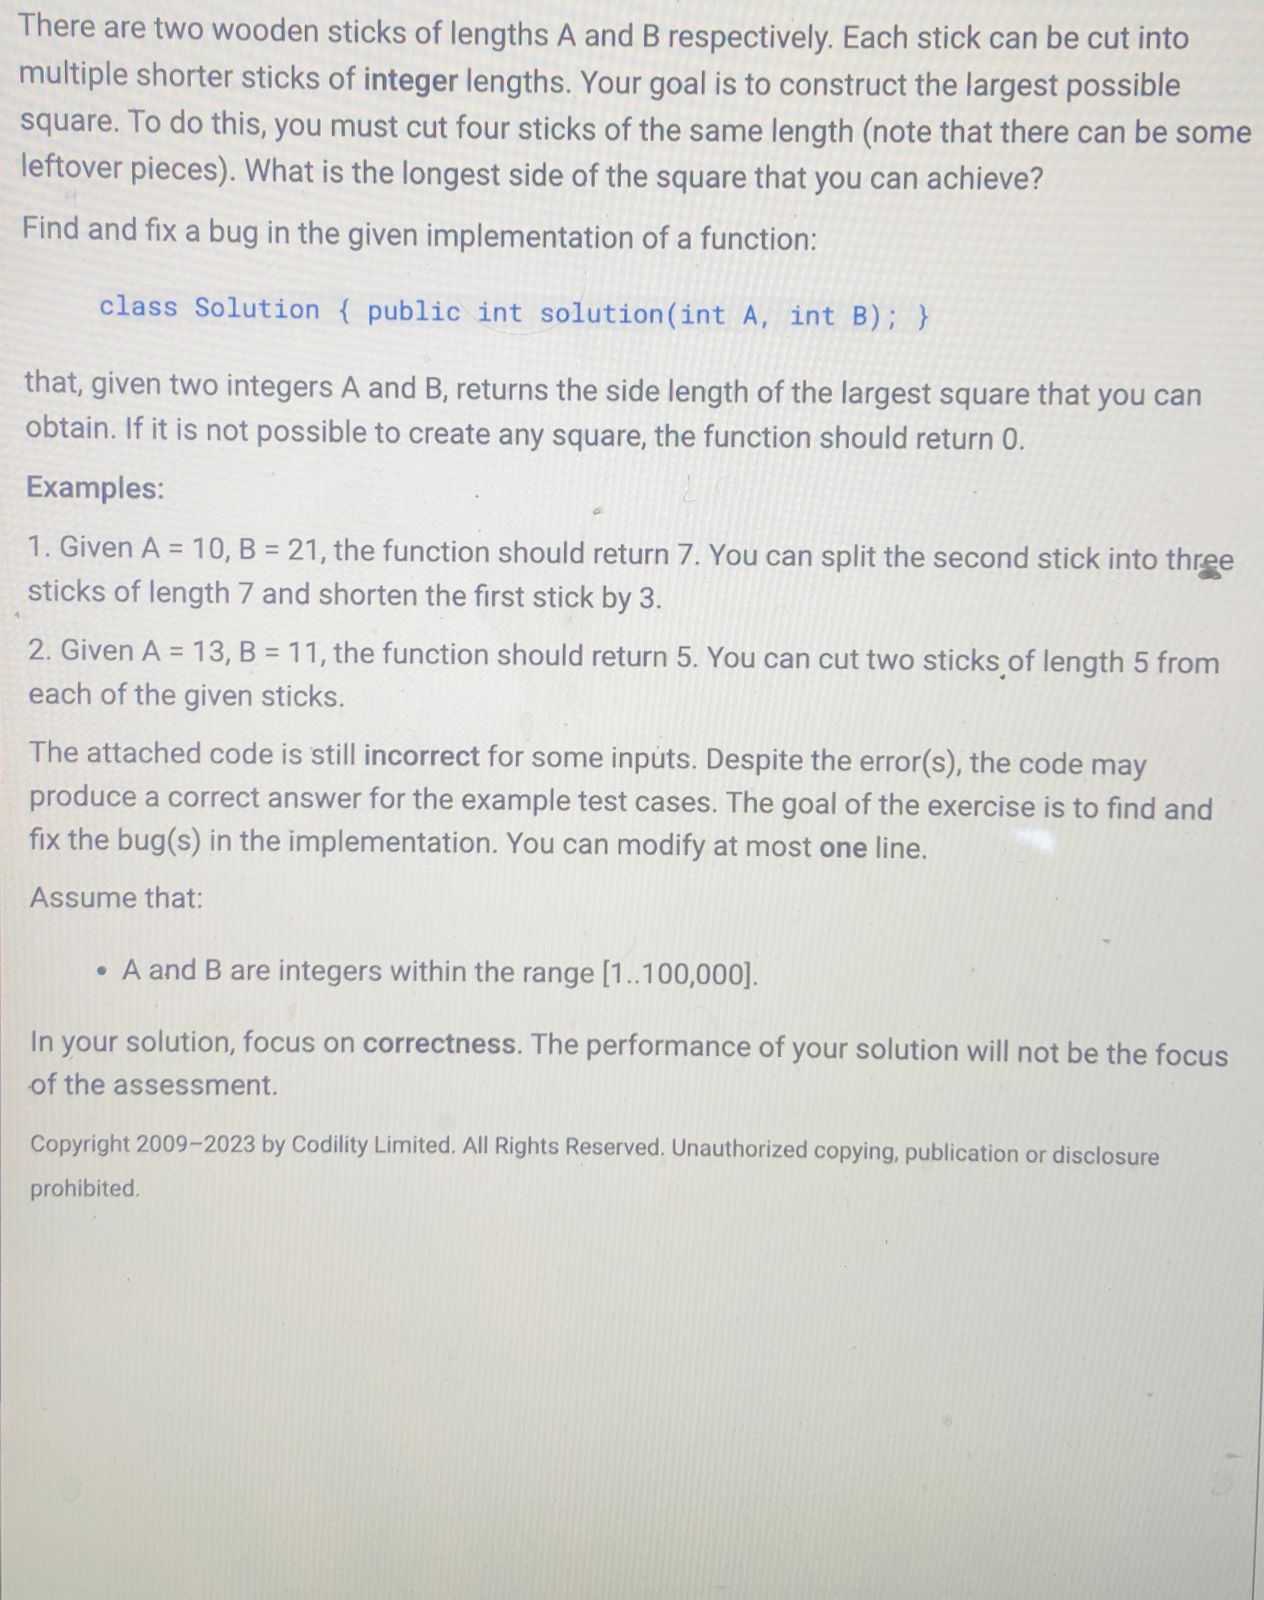 There are two wooden sticks of lengths A and B respectively. Each stick can be cut into
multiple shorter sticks of integer lengths. Your goal is to construct the largest possible
square. To do this, you must cut four sticks of the same length (note that there can be some
leftover pieces). What is the longest side of the square that you can achieve?
Find and fix a bug in the given implementation of a function:
class Solution { public int solution(int A, int B); }
that, given two integers A and B, returns the side length of the largest square that you can
obtain. If it is not possible to create any square, the function should return 0.
Examples:
1. Given A = 10, B = 21, the function should return 7. You can split the second stick into three
sticks of length 7 and shorten the first stick by 3.
2. Given A = 13, B = 11, the function should return 5. You can cut two sticks of length 5 from
each of the given sticks.
The attached code is still incorrect for some inputs. Despite the error(s), the code may
produce a correct answer for the example test cases. The goal of the exercise is to find and
fix the bug(s) in the implementation. You can modify at most one line.
Assume that:
• A and B are integers within the range [1..100,000].
In your solution, focus on correctness. The performance of your solution will not be the focus
of the assessment.
Copyright 2009–2023 by Codility Limited. All Rights Reserved. Unauthorized copying, publication or disclosure
prohibited.